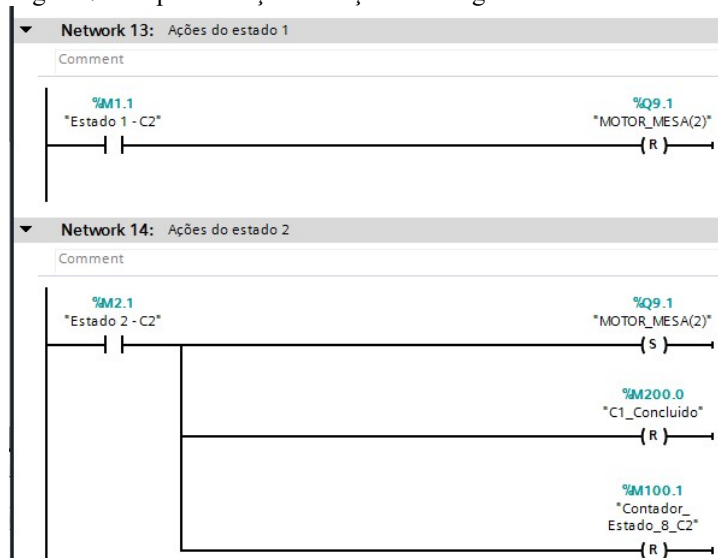 Network 13: Ações do estado 1
Comment
%M1.1
"Estado 1 - C2"
%Q9.1
"MOTOR_MESA(2)"
R
Network 14: Ações do estado 2
Comment
%M2.1
"Estado 2 - C2"
%Q9.1
"MOTOR_MESA(2)"
S
%M200.0
"C1_Concluido"
R
%M100.1
"Contador_
Estado_8_C2"
R